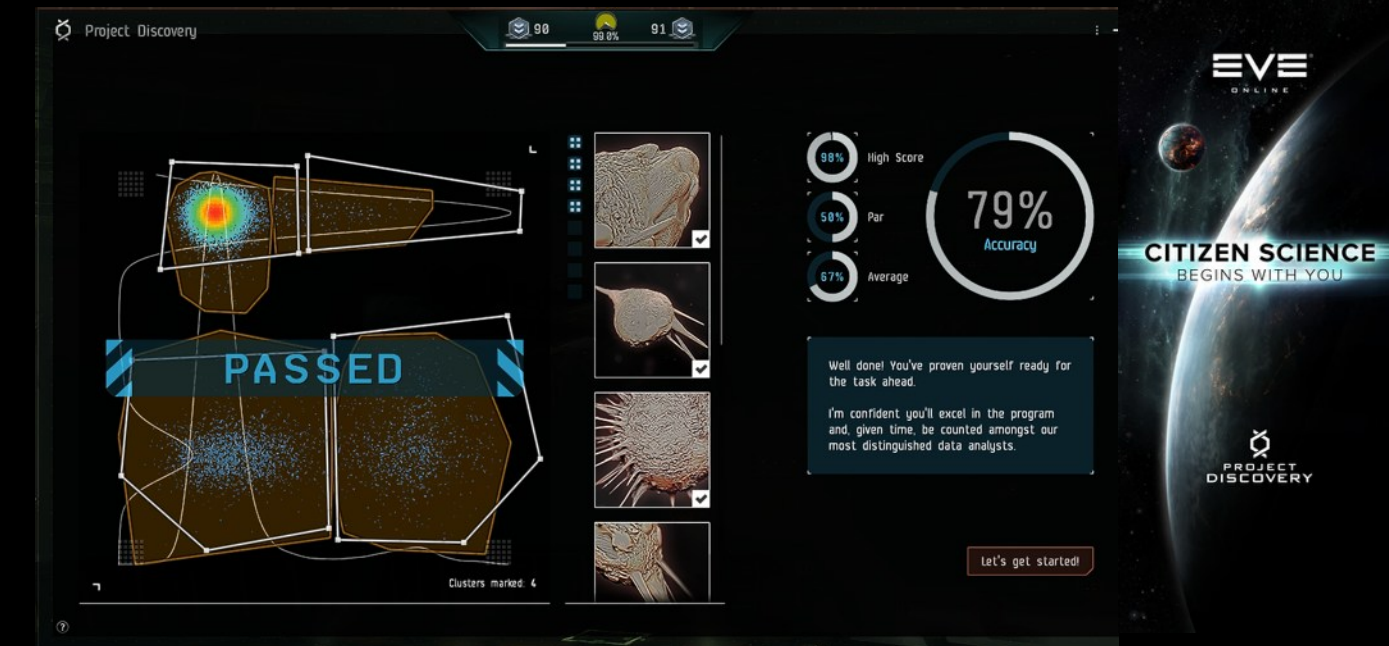 Project Discovery
90
99.0%
91
98%
High Score
50%
Par
67%
Average
79%
Accuracy
PASSED
Well done! You've proven yourself ready for
the task ahead.
I'm confident you'll excel in the program
and, given time, be counted amongst our
most distinguished data analysts.
Let's get started!
Clusters marked: 4
?
EVE
ONLINE
CITIZEN SCIENCE
BEGINS WITH YOU
PROJECT
DISCOVERY